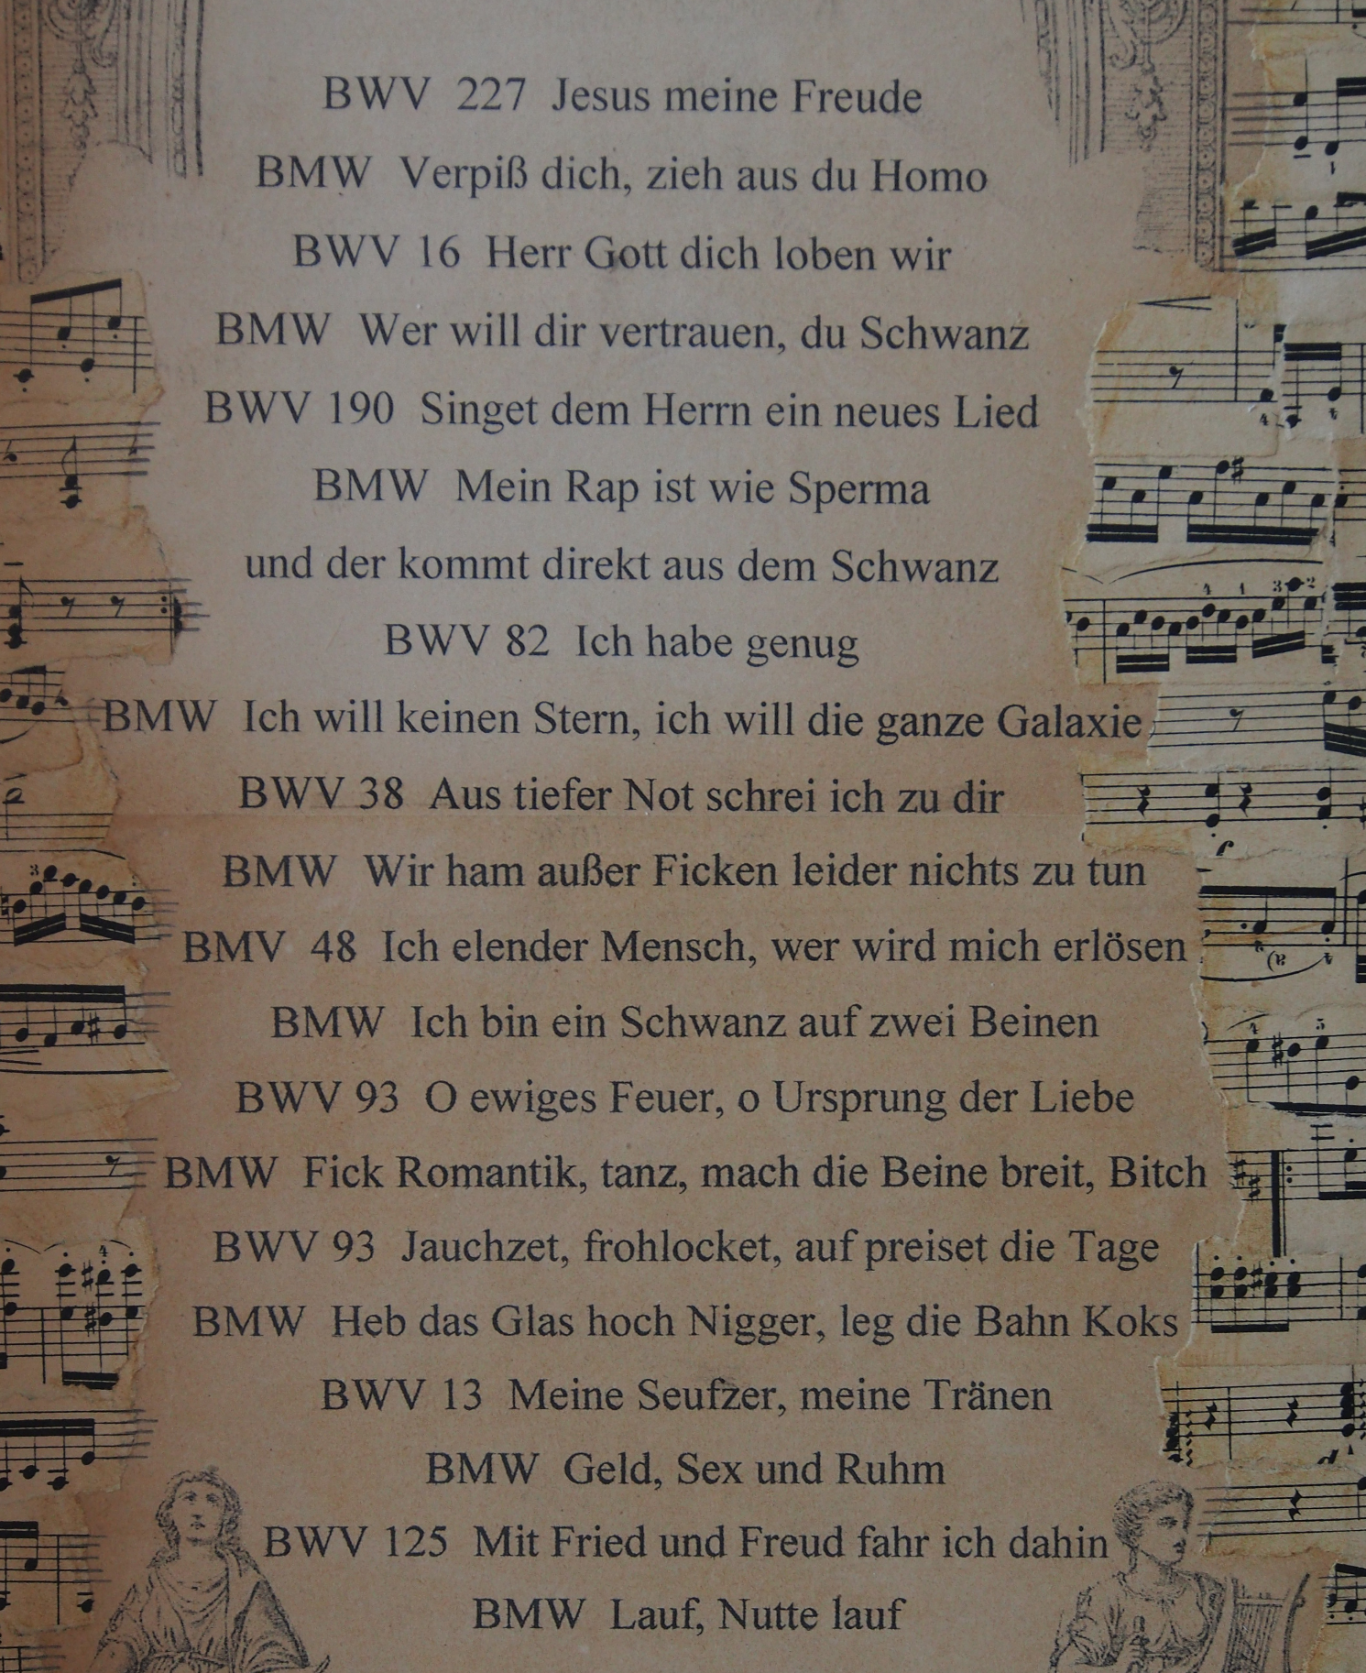 BWV 227 Jesus meine Freude
BMW Verpiß dich, zieh aus du Homo
BWV 16 Herr Gott dich loben wir
BMW Wer will dir vertrauen, du Schwanz
BWV 190 Singet dem Herrn ein neues Lied
BMW Mein Rap ist wie Sperma
und der kommt direkt aus dem Schwanz
BWV 82 Ich habe genug
BMW Ich will keinen Stern, ich will die ganze Galaxie
BWV 38 Aus tiefer Not schrei ich zu dir
BMW Wir ham außer Ficken leider nichts zu tun
BMV 48 Ich elender Mensch, wer wird mich erlösen
BMW Ich bin ein Schwanz auf zwei Beinen
BWV 93 O ewiges Feuer, o Ursprung der Liebe
BMW Fick Romantik, tanz, mach die Beine breit, Bitch
BWV 93 Jauchzet, frohlocket, auf preiset die Tage
BMW Heb das Glas hoch Nigger, leg die Bahn Koks
BWV 13 Meine Seufzer, meine Tränen
BMW Geld, Sex und Ruhm
BWV 125 Mit Fried und Freud fahr ich dahin
BMW Lauf, Nutte lauf